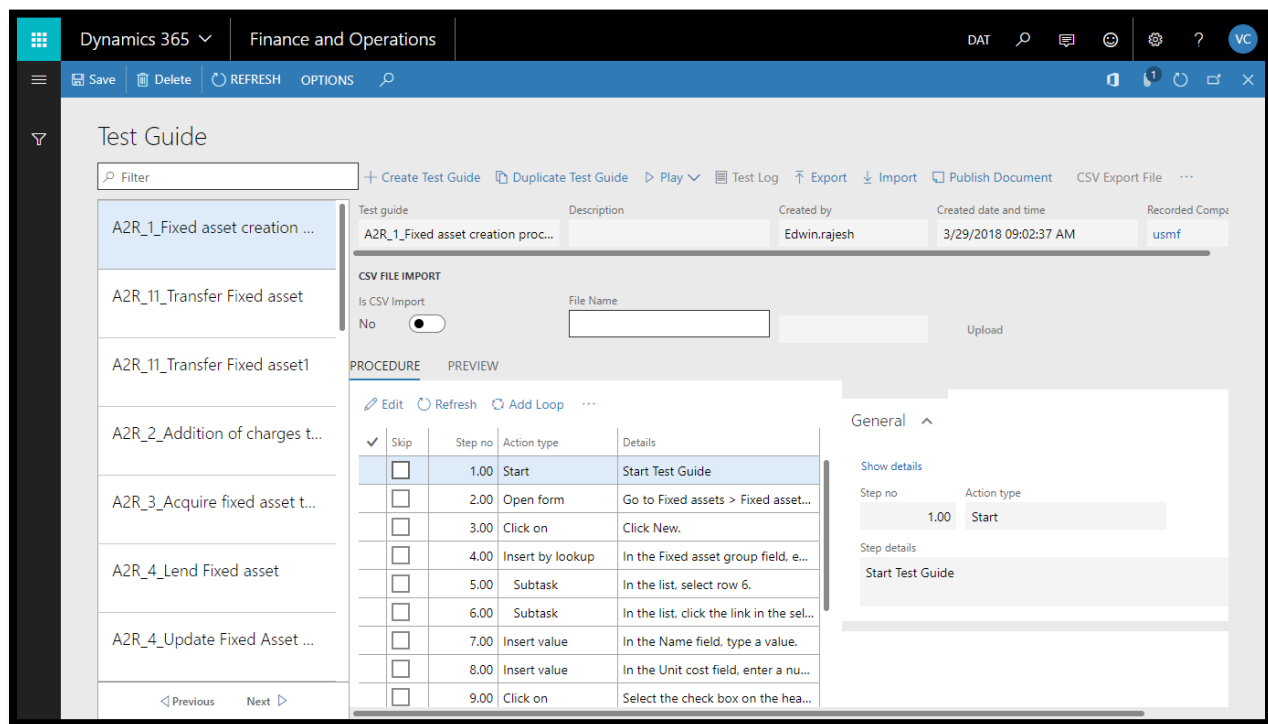 Dynamics 365 Finance and Operations DAT ? VC
Save Delete REFRESH OPTIONS 1
Test Guide
Filter Create Test Guide Duplicate Test Guide Play Test Log Export Import Publish Document CSV Export File ...
A2R_1_Fixed asset creation ...
A2R_11_Transfer Fixed asset
A2R_11_Transfer Fixed asset1
A2R_2_Addition of charges t...
A2R_3_Acquire fixed asset t...
A2R_4_Lend Fixed asset
A2R_4_Update Fixed Asset ...
Previous Next
Test guide Description Created by Created date and time Recorded Compa
A2R_1_Fixed asset creation proc... Edwin.rajesh 3/29/2018 09:02:37 AM usmf
CSV FILE IMPORT
Is CSV Import File Name
No Upload
PROCEDURE PREVIEW
Edit Refresh Add Loop ...
Skip Step no Action type Details
1.00 Start Start Test Guide
2.00 Open form Go to Fixed assets > Fixed asset...
3.00 Click on Click New.
4.00 Insert by lookup In the Fixed asset group field, e...
5.00 Subtask In the list, select row 6.
6.00 Subtask In the list, click the link in the sel...
7.00 Insert value In the Name field, type a value.
8.00 Insert value In the Unit cost field, enter a nu...
9.00 Click on Select the check box on the hea...
General
Show details
Step no Action type
1.00 Start
Step details
Start Test Guide